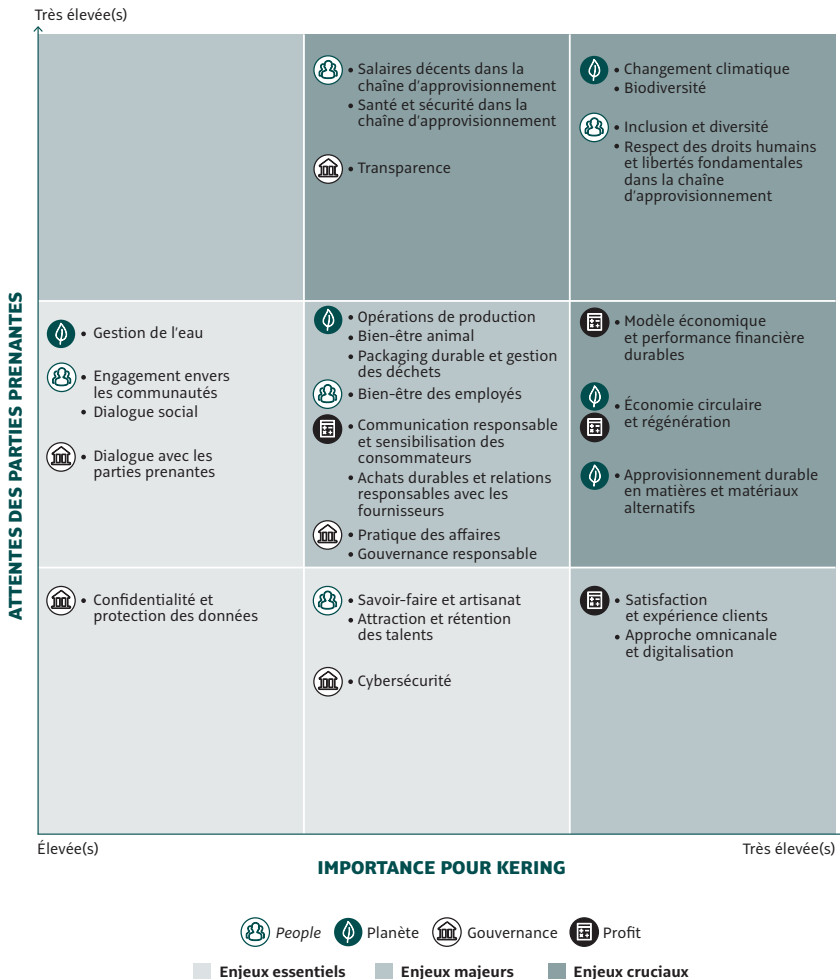 Très élevée(s)
• Salaires décents dans la
chaîne d'approvisionnement
• Santé et sécurité dans la
chaîne d'approvisionnement
• Transparence
• Changement climatique
• Biodiversité
• Inclusion et diversité
• Respect des droits humains
et libertés fondamentales
dans la chaîne
d'approvisionnement
ATTENTES DES PARTIES PRENANTES
• Gestion de l'eau
• Engagement envers
les communautés
• Dialogue social
• Dialogue avec les
parties prenantes
• Opérations de production
• Bien-être animal
• Packaging durable et gestion
des déchets
• Bien-être des employés
• Communication responsable
et sensibilisation des
consommateurs
• Achats durables et relations
responsables avec les
fournisseurs
• Pratique des affaires
• Gouvernance responsable
• Modèle économique
et performance financière
durables
• Économie circulaire
et régénération
• Approvisionnement durable
en matières et matériaux
alternatifs
• Confidentialité et
protection des données
• Savoir-faire et artisanat
• Attraction et rétention
des talents
• Cybersécurité
• Satisfaction
et expérience clients
• Approche omnicanale
et digitalisation
Élevée(s)
Très élevée(s)
IMPORTANCE POUR KERING
People Planète Gouvernance Profit
Enjeux essentiels Enjeux majeurs Enjeux cruciaux